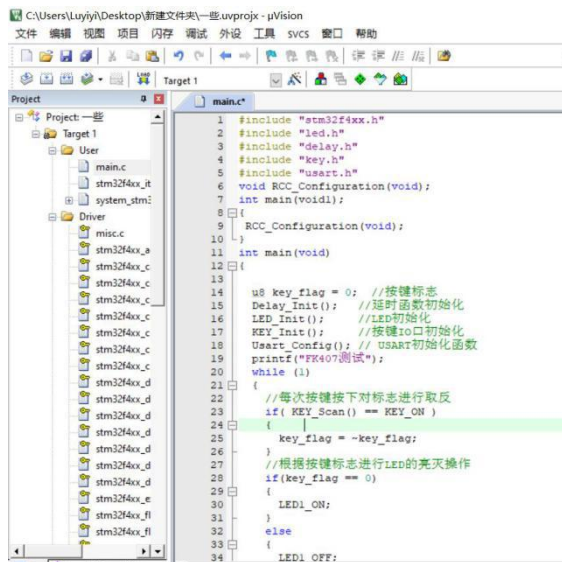 C:\Users\Luyiyi\Desktop\新建文件夹\一些.uvprojx - µVision
文件 编辑 视图 项目 闪存 调试 外设 工具 SVCS 窗口 帮助
LOAD Target 1
Project
Project: 一些
Target 1
User
main.c
stm32f4xx_it
system_stm3
Driver
misc.c
stm32f4xx_a
stm32f4xx_c
stm32f4xx_c
stm32f4xx_c
stm32f4xx_c
stm32f4xx_c
stm32f4xx_c
stm32f4xx_c
stm32f4xx_d
stm32f4xx_d
stm32f4xx_d
stm32f4xx_d
stm32f4xx_d
stm32f4xx_d
stm32f4xx_d
stm32f4xx_e
stm32f4xx_fl
stm32f4xx_fl
main.c*
1 #include "stm32f4xx.h"
2 #include "led.h"
3 #include "delay.h"
4 #include "key.h"
5 #include "usart.h"
6 void RCC_Configuration(void);
7 int main(void1);
8 {
9 RCC_Configuration(void);
10 }
11 int main(void)
12 {
13
14 u8 key_flag = 0; //按键标志
15 Delay_Init(); //延时函数初始化
16 LED_Init(); //LED初始化
17 KEY_Init(); //按键IO口初始化
18 Usart_Config(); // USART初始化函数
19 printf("FK407测试");
20 while (1)
21 {
22 //每次按键按下对标志进行取反
23 if( KEY_Scan() == KEY_ON )
24 {
25 key_flag = ~key_flag;
26 }
27 //根据按键标志进行LED的亮灭操作
28 if(key_flag == 0)
29 {
30 LED1_ON;
31 }
32 else
33 {
34 LED1_OFF;